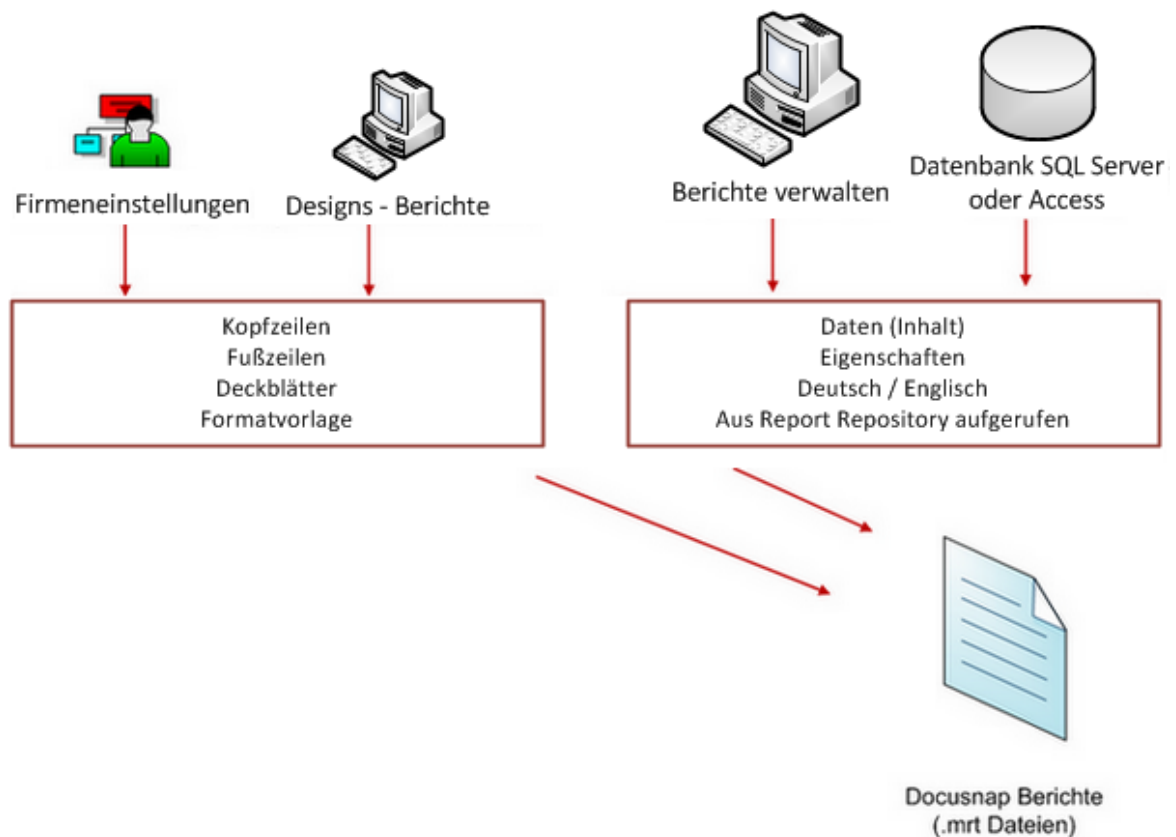 Firmeneinstellungen
Designs - Berichte
Berichte verwalten
Datenbank SQL Server
oder Access
Kopfzeilen
Fußzeilen
Deckblätter
Formatvorlage
Daten (Inhalt)
Eigenschaften
Deutsch / Englisch
Aus Report Repository aufgerufen
Docusnap Berichte
(.mrt Dateien)